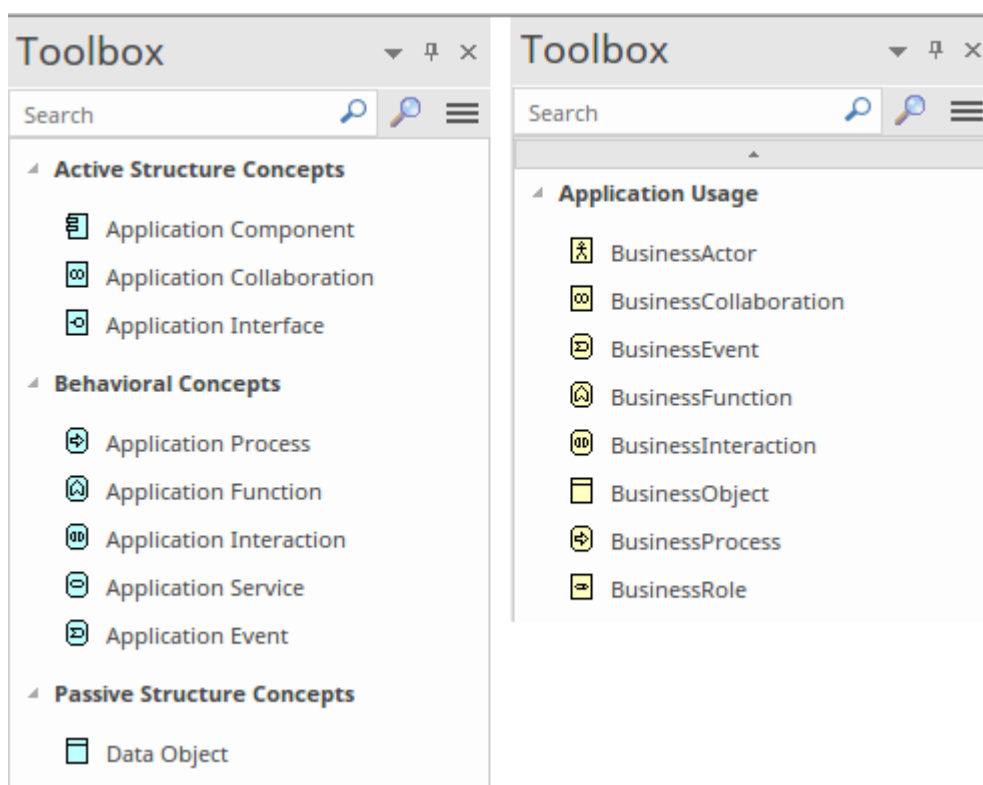 Toolbox
Search
Active Structure Concepts
Application Component
Application Collaboration
Application Interface
Behavioral Concepts
Application Process
Application Function
Application Interaction
Application Service
Application Event
Passive Structure Concepts
Data Object
Toolbox
Search
Application Usage
BusinessActor
BusinessCollaboration
BusinessEvent
BusinessFunction
BusinessInteraction
BusinessObject
BusinessProcess
BusinessRole